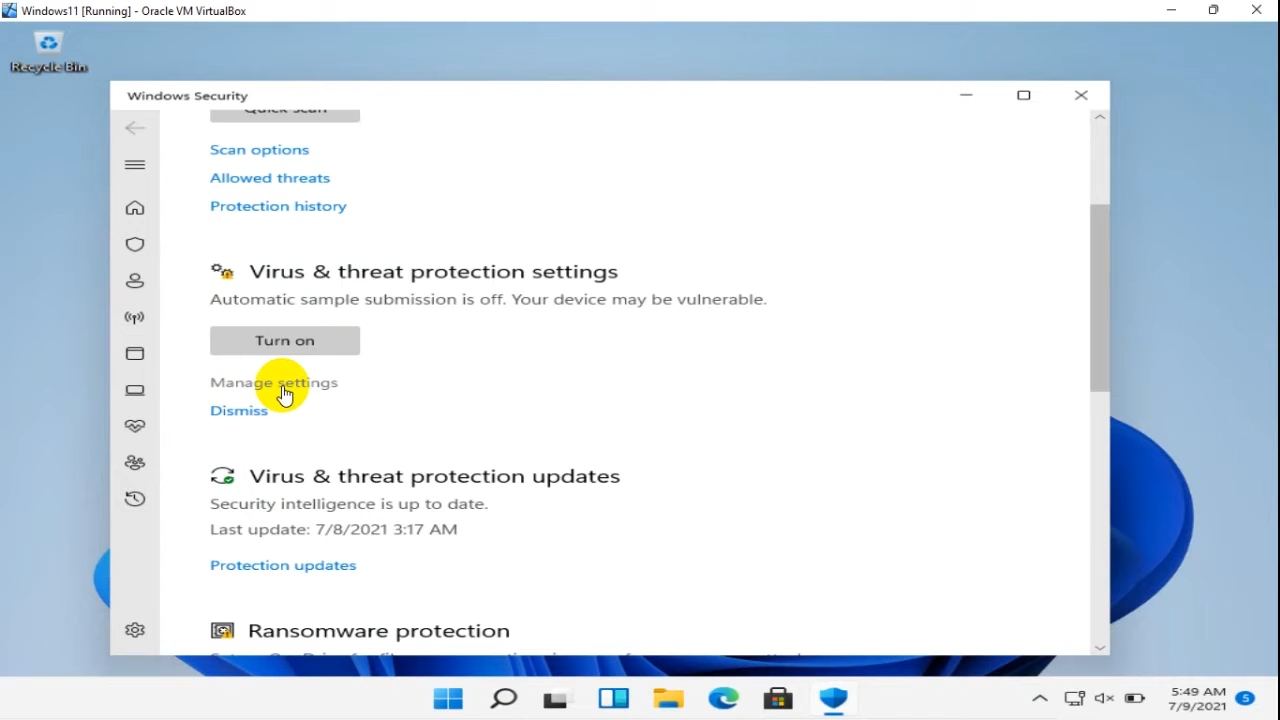 Windows11 [Running] - Oracle VM VirtualBox
Recycle Bin
Windows Security
Quick scan
Scan options
Allowed threats
Protection history
Virus & threat protection settings
Automatic sample submission is off. Your device may be vulnerable.
Turn on
Manage settings
Dismiss
Virus & threat protection updates
Security intelligence is up to date.
Last update: 7/8/2021 3:17 AM
Protection updates
Ransomware protection
5:49 AM
7/9/2021
5